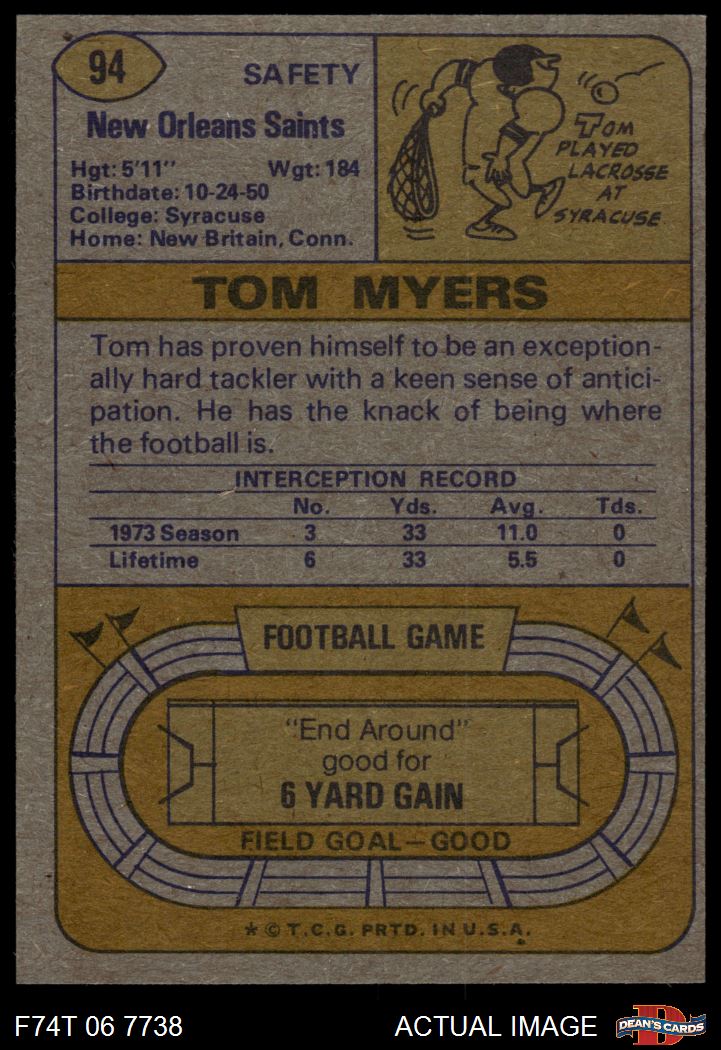 94
SAFETY
New Orleans Saints
Hgt: 5'11" Wgt: 184
Birthdate: 10-24-50
College: Syracuse
Home: New Britain, Conn.
TOM
PLAYED
LACROSSE
AT
SYRACUSE
TOM MYERS
Tom has proven himself to be an exception-
ally hard tackler with a keen sense of antici-
pation. He has the knack of being where
the football is.
INTERCEPTION RECORD
No. Yds. Avg. Tds.
1973 Season 3 33 11.0 0
Lifetime 6 33 5.5 0
FOOTBALL GAME
"End Around"
good for
6 YARD GAIN
FIELD GOAL—GOOD
* © T.C.G. PRTD. IN U.S.A.
F74T 06 7738 ACTUAL IMAGE
D
DEAN'S CARDS